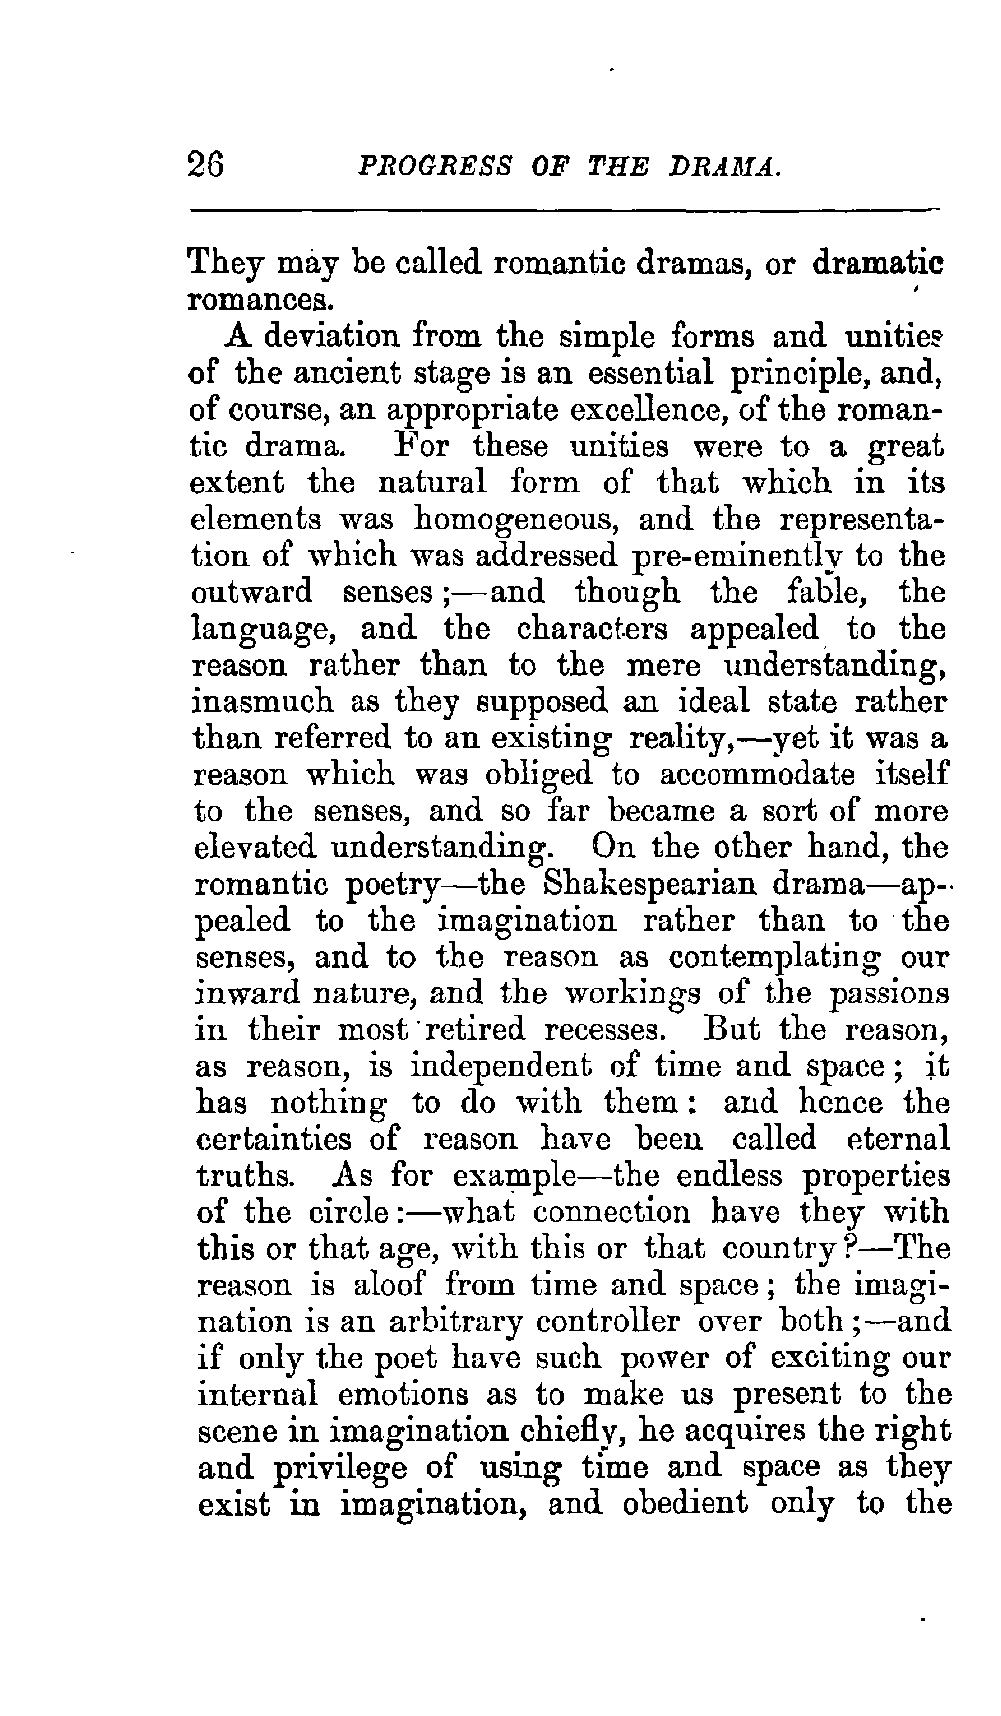 26 PROGRESS OF THE DRAMA.
They may be called romantic dramas, or dramatic
romances.
A deviation from the simple forms and unities
of the ancient stage is an essential principle, and,
of course, an appropriate excellence, of the roman-
tic drama. For these unities were to a great
extent the natural form of that which in its
elements was homogeneous, and the representa-
tion of which was addressed pre-eminently to the
outward senses;—and though the fable, the
language, and the characters appealed to the
reason rather than to the mere understanding,
inasmuch as they supposed an ideal state rather
than referred to an existing reality,—yet it was a
reason which was obliged to accommodate itself
to the senses, and so far became a sort of more
elevated understanding. On the other hand, the
romantic poetry—the Shakespearian drama—ap-
pealed to the imagination rather than to the
senses, and to the reason as contemplating our
inward nature, and the workings of the passions
in their most retired recesses. But the reason,
as reason, is independent of time and space; it
has nothing to do with them: and hence the
certainties of reason have been called eternal
truths. As for example—the endless properties
of the circle:—what connection have they with
this or that age, with this or that country?—The
reason is aloof from time and space; the imagi-
nation is an arbitrary controller over both;—and
if only the poet have such power of exciting our
internal emotions as to make us present to the
scene in imagination chiefly, he acquires the right
and privilege of using time and space as they
exist in imagination, and obedient only to the